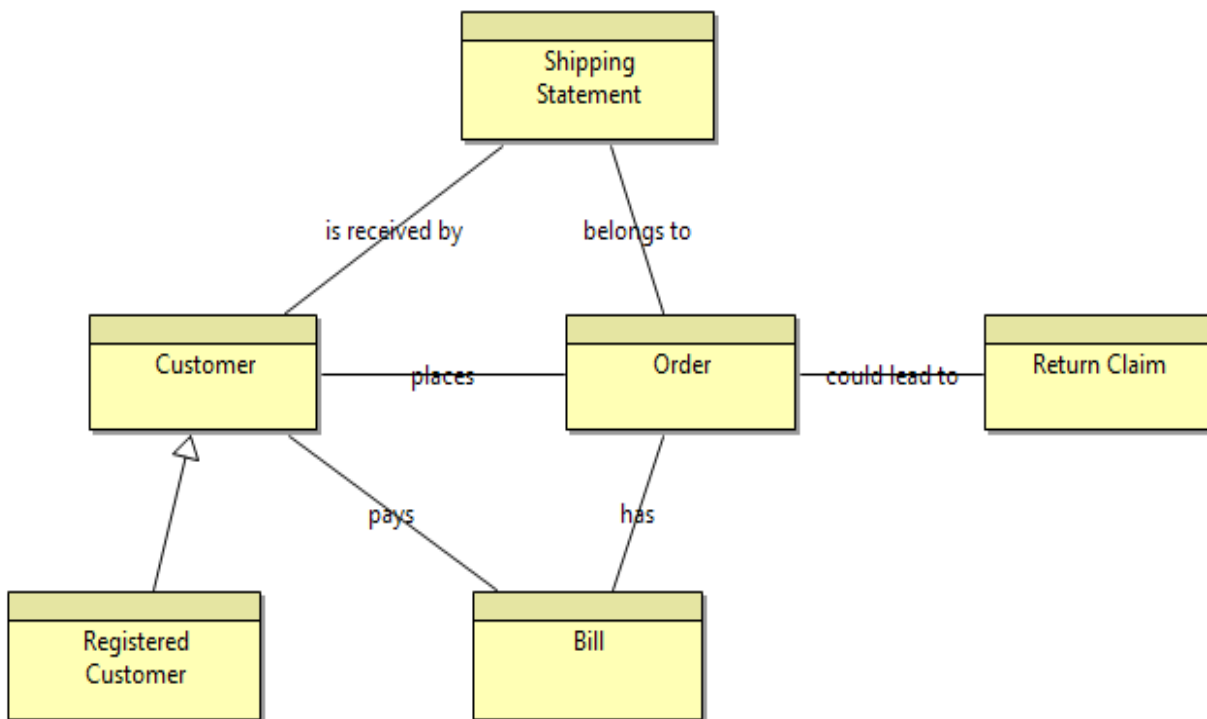 Shipping
Statement
is received by
belongs to
Customer
places
Order
could lead to
Return Claim
pays
has
Registered
Customer
Bill